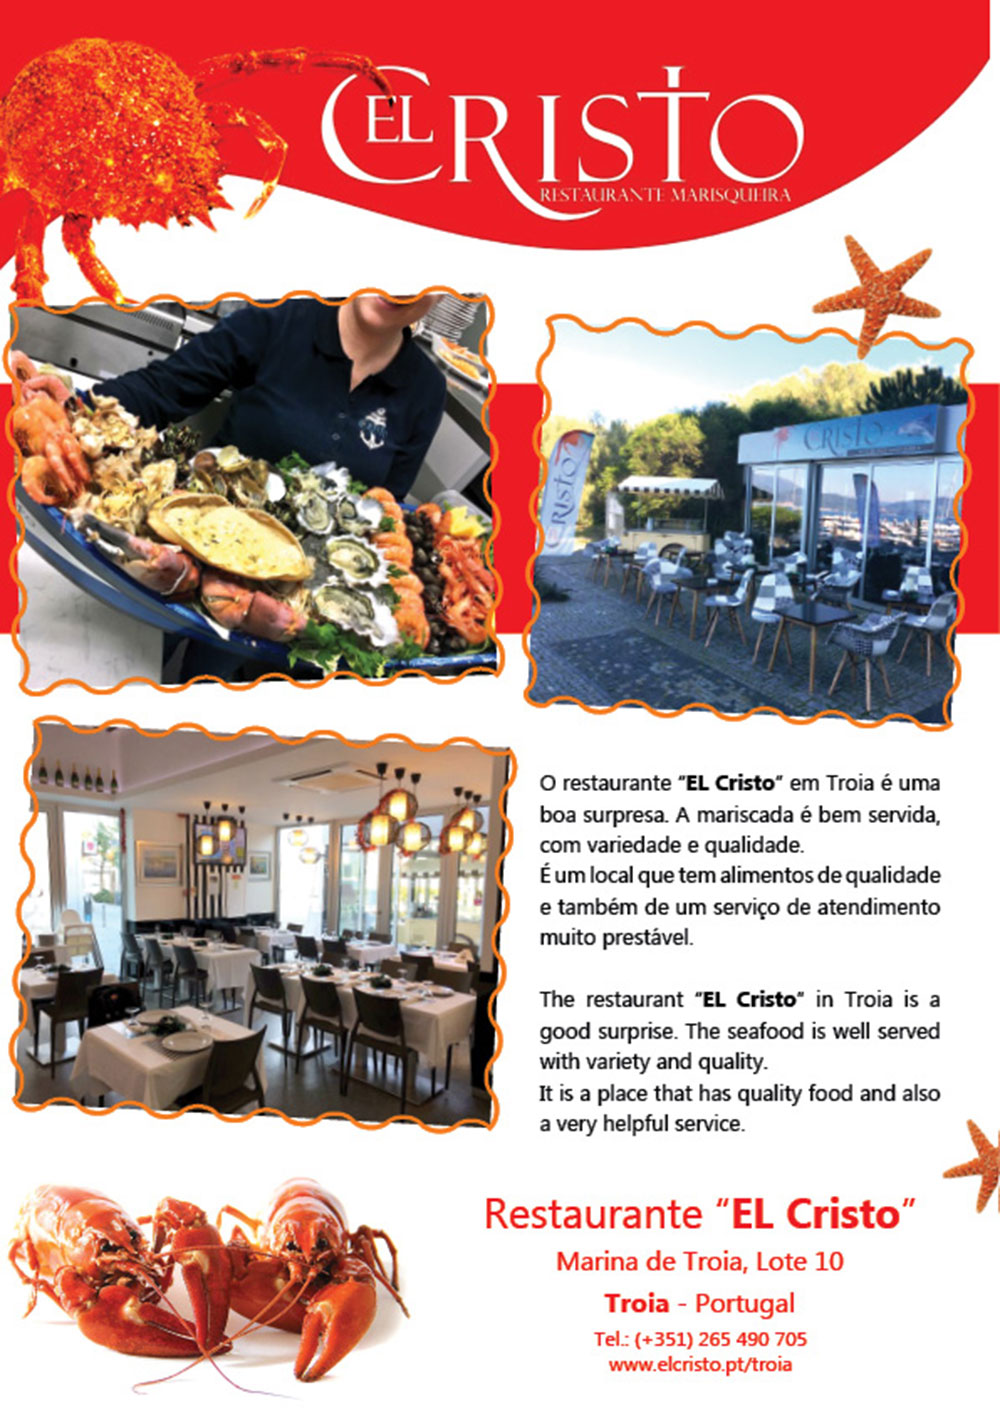 EL CRISTO
RESTAURANTE MARISQUEIRA
CRISTO
CRISTO
O restaurante “EL Cristo” em Troia é uma
boa surpresa. A mariscada é bem servida,
com variedade e qualidade.
É um local que tem alimentos de qualidade
e também de um serviço de atendimento
muito prestável.
The restaurant “EL Cristo” in Troia is a
good surprise. The seafood is well served
with variety and quality.
It is a place that has quality food and also
a very helpful service.
Restaurante “EL Cristo”
Marina de Troia, Lote 10
Troia - Portugal
Tel.: (+351) 265 490 705
www.elcristo.pt/troia